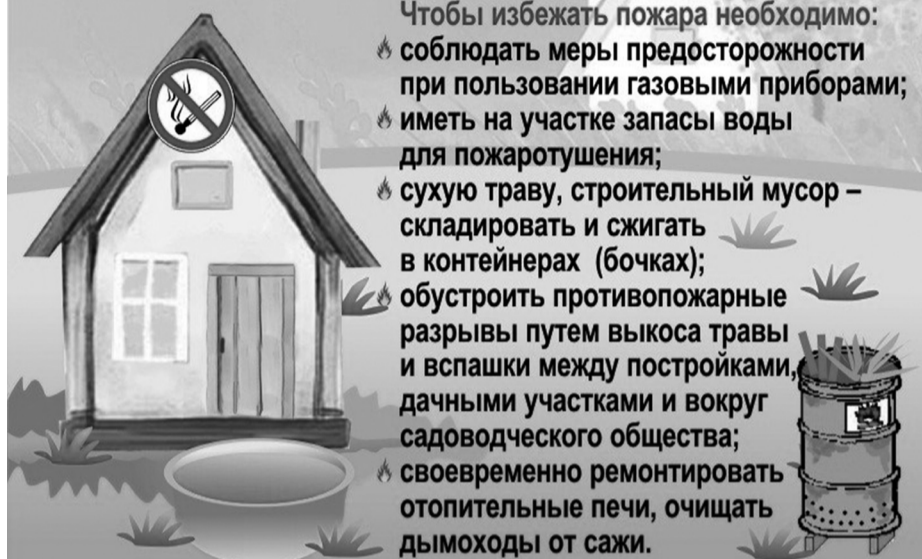 Чтобы избежать пожара необходимо:
соблюдать меры предосторожности
при пользовании газовыми приборами;
иметь на участке запасы воды
для пожаротушения;
сухую траву, строительный мусор –
складировать и сжигать
в контейнерах (бочках);
обустроить противопожарные
разрывы путем выкоса травы
и вспашки между постройками,
дачными участками и вокруг
садоводческого общества;
своевременно ремонтировать
отопительные печи, очищать
дымоходы от сажи.